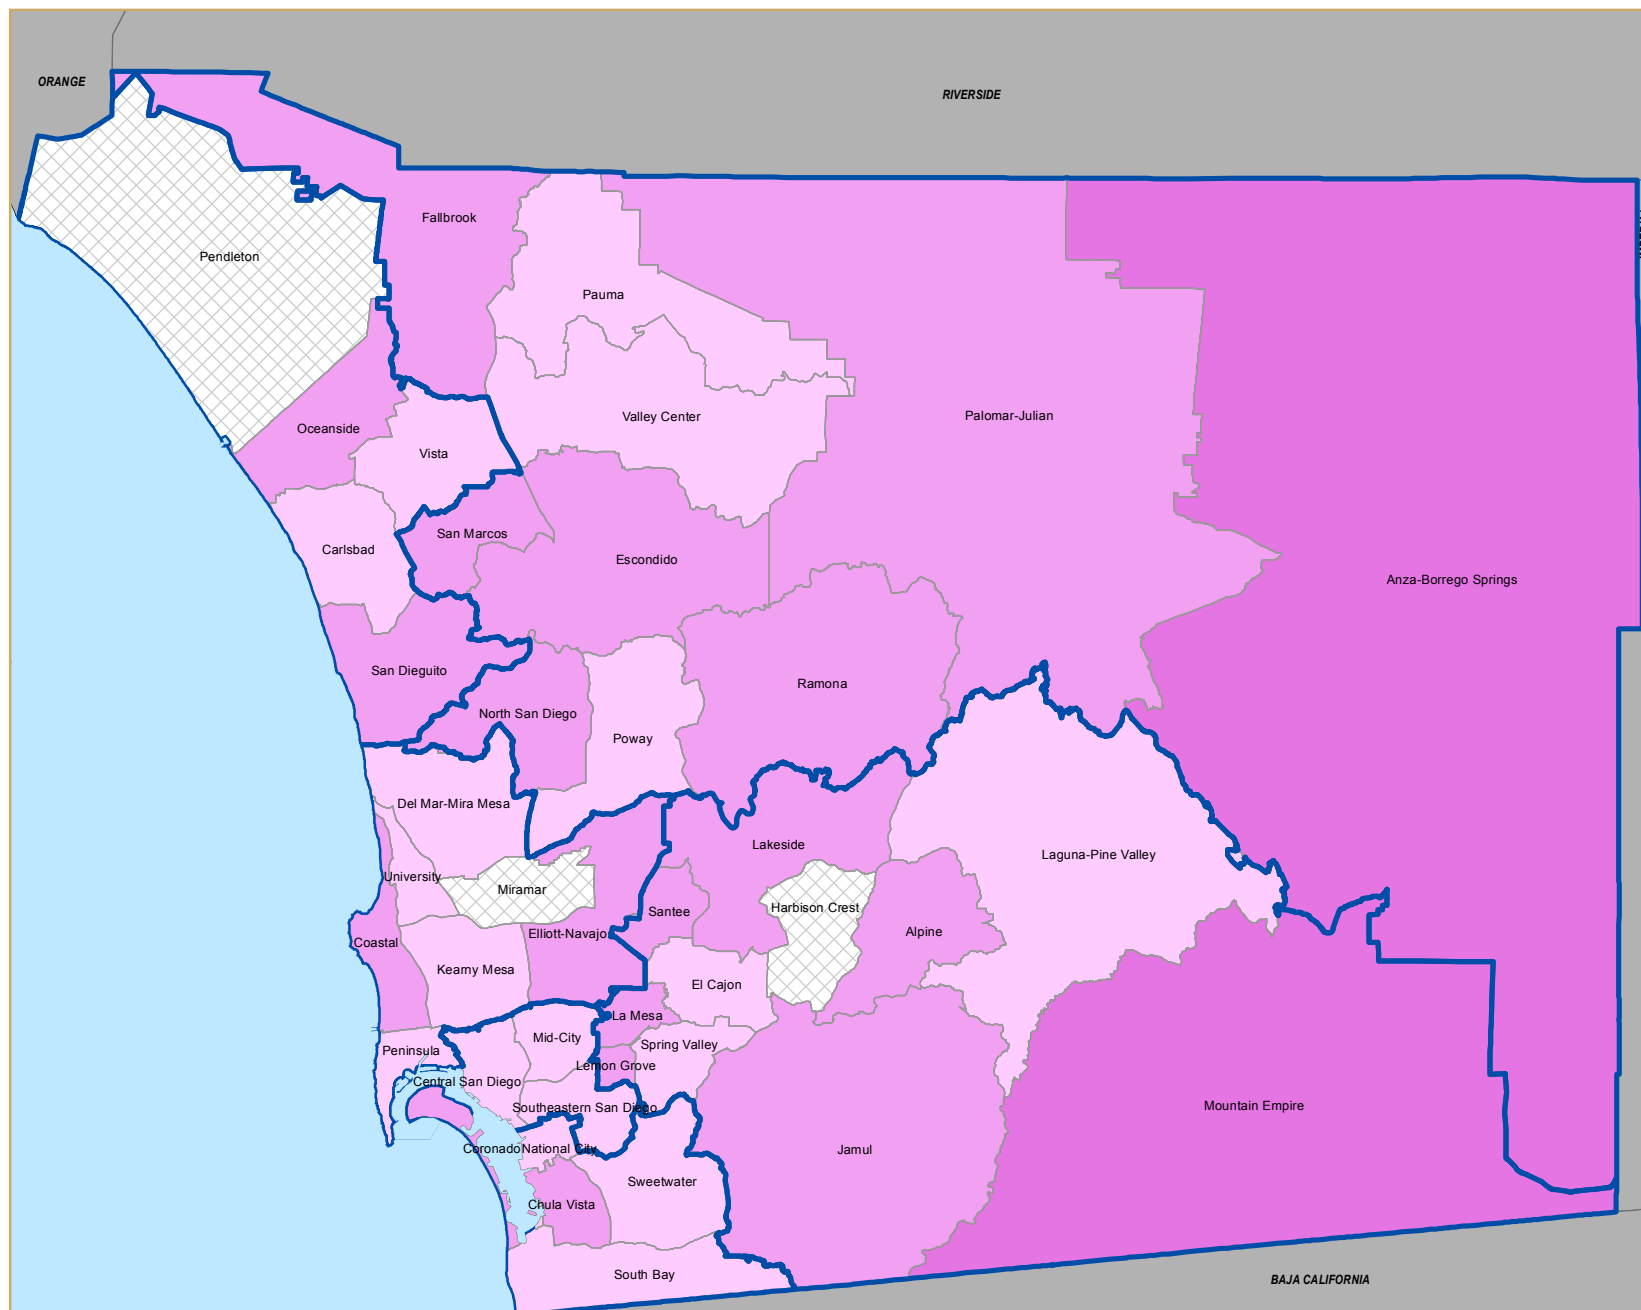 ORANGE
RIVERSIDE
Fallbrook
Pendleton
Pauma
Palomar-Julian
Valley Center
Oceanside
Vista
San Marcos
Carlsbad
Escondido
Anza-Borrego Springs
San Dieguito
Ramona
North San Diego
Poway
Del Mar-Mira Mesa
Lakeside
Laguna-Pine Valley
University
Miramar
Harbison Crest
Santee
Elliott-Navajo
Alpine
Coastal
Kearny Mesa
El Cajon
La Mesa
Mid-City
Spring Valley
Peninsula
Lemon Grove
Central San Diego
Southeastern San Diego
Mountain Empire
Coronado
National City
Jamul
Sweetwater
Chula Vista
South Bay
BAJA CALIFORNIA